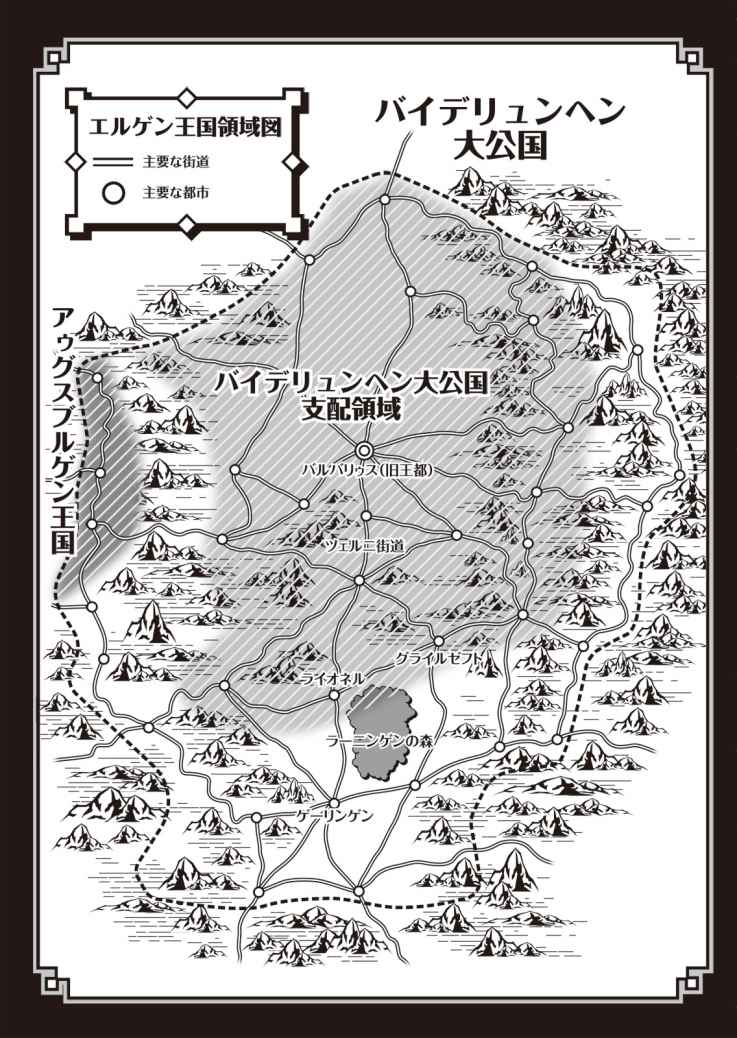 エルゲン王国領域図
主要な街道
主要な都市
バイデリュンヘン
大公国
アゥグスブルゲン王国
バイデリュンヘン大公国
支配領域
バルバリゥス(旧王都)
ツェルニ街道
グライルゼフト
ライオネル
ラーニンゲンの森
ゲーリンゲン